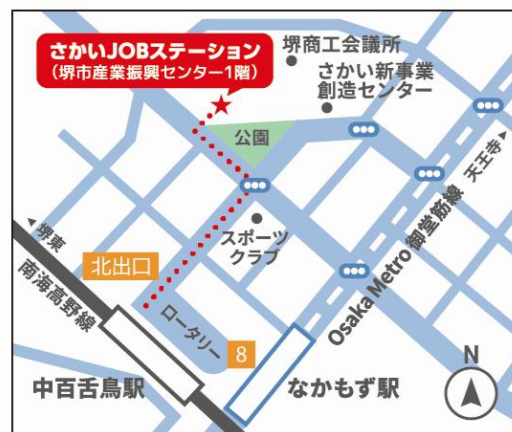 さかいJOBステーション
（堺市産業振興センター1階）
堺商工会議所
さかい新事業
創造センター
公園
天王寺
スポーツ
クラブ
Osaka Metro 御堂筋線
堺東
北出口
南海高野線
ロータリー
8
中百舌鳥駅
なかもず駅
N